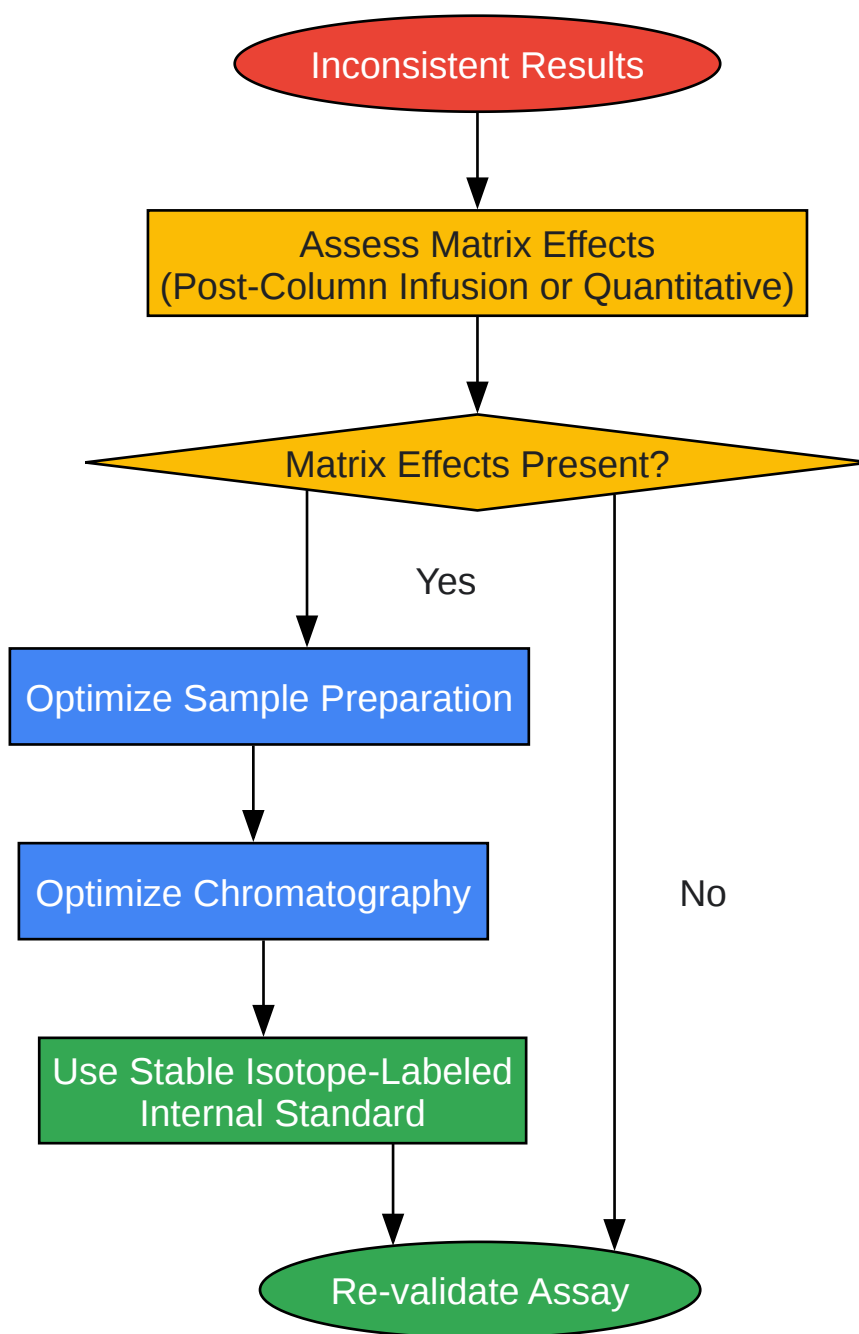 Inconsistent Results
Assess Matrix Effects
(Post-Column Infusion or Quantitative)
Matrix Effects Present?
Yes
Optimize Sample Preparation
Optimize Chromatography
No
Use Stable Isotope-Labeled
Internal Standard
Re-validate Assay